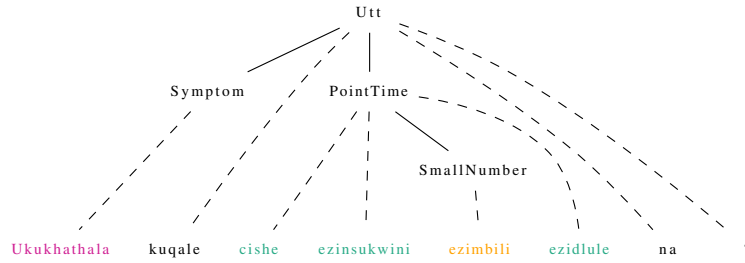 Utt
Symptom PointTime
SmallNumber
Ukukhathala kuqale cishe ezinsukwini ezimbili ezidlule na